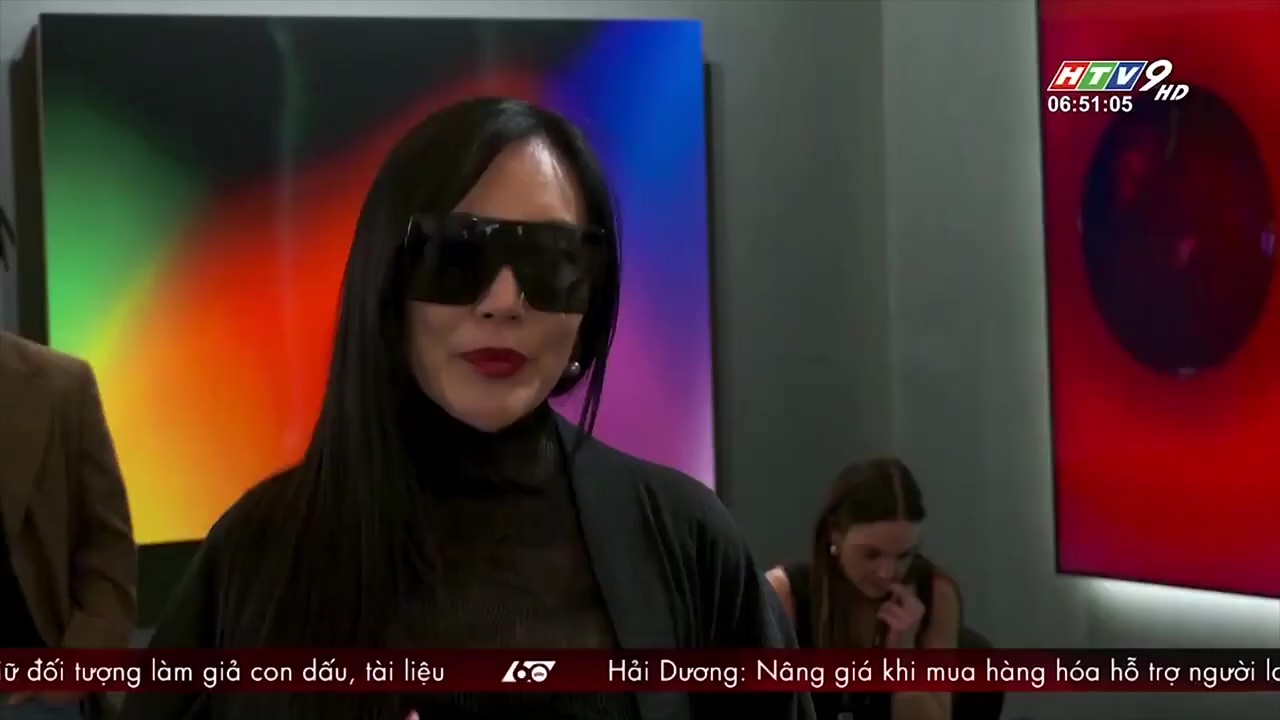 HTV9 HD
06:51:05
đối tượng làm giả con dấu, tài liệu 60 Hải Dương: Nâng giá khi mua hàng hóa hỗ trợ người